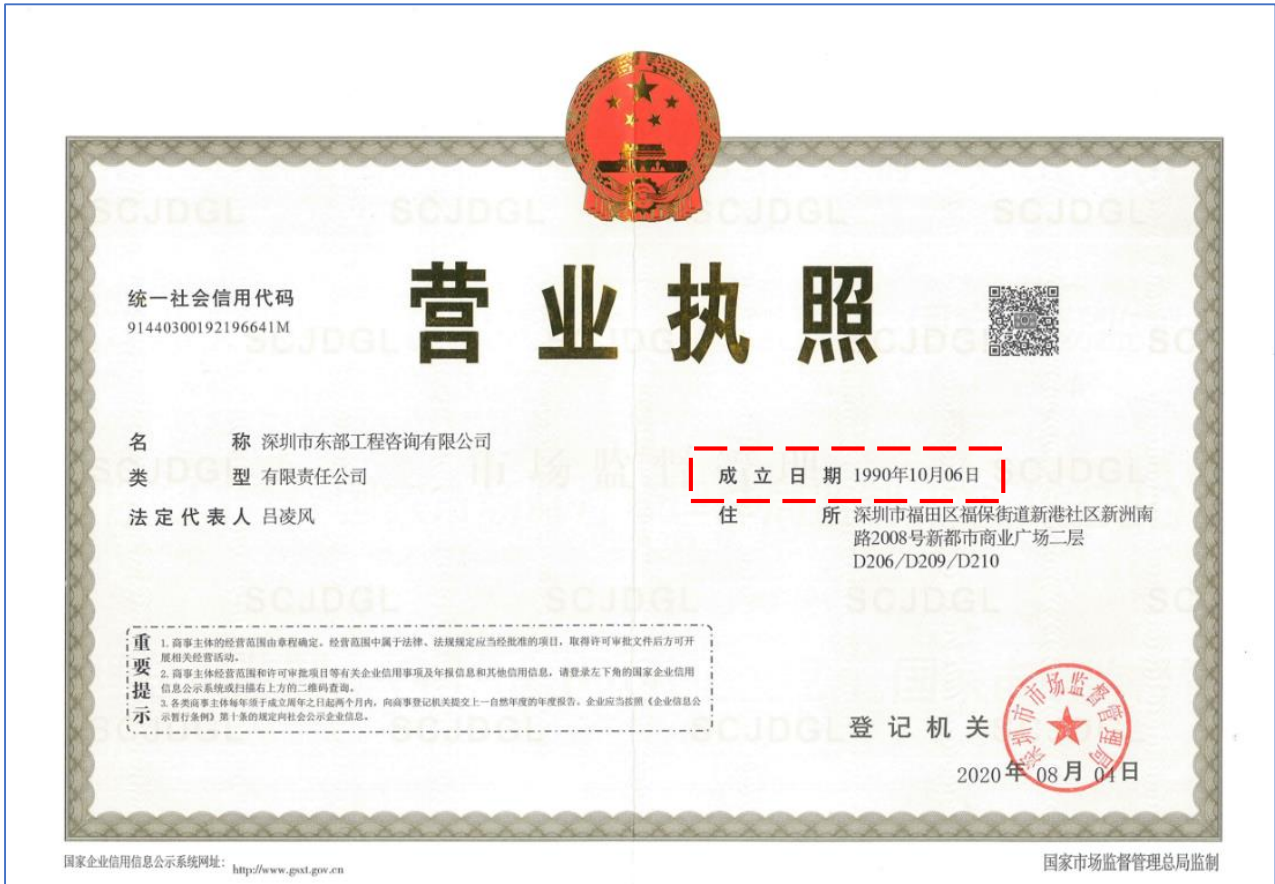 营业执照
统一社会信用代码
91440300192196641M
名 称 深圳市东部工程咨询有限公司
类 型 有限责任公司
法定代表人 吕凌风
成立日期 1990年10月06日
住 所 深圳市福田区福保街道新港社区新洲南
路2008号新都市商业广场二层
D206/D209/D210
重要提示
1. 商事主体的经营范围由章程确定。经营范围中属于法律、法规规定应当经批准的项目，取得许可审批文件后方可开
展相关经营活动。
2. 商事主体经营范围和许可审批项目等有关企业信用事项及年报信息和其他信用信息，请登录左下角的国家企业信用
信息公示系统或扫描右上方的二维码查询。
3. 各类商事主体每年须于成立周年之日起两个月内，向商事登记机关提交上一自然年度的年度报告。企业应当按照《企业信息公
示暂行条例》第十条的规定向社会公示企业信息。
登记机关
深圳市市场监督管理局
2020年08月04日
国家企业信用信息公示系统网址：http://www.gsxt.gov.cn
国家市场监督管理总局监制
SCJDGL
市场监管